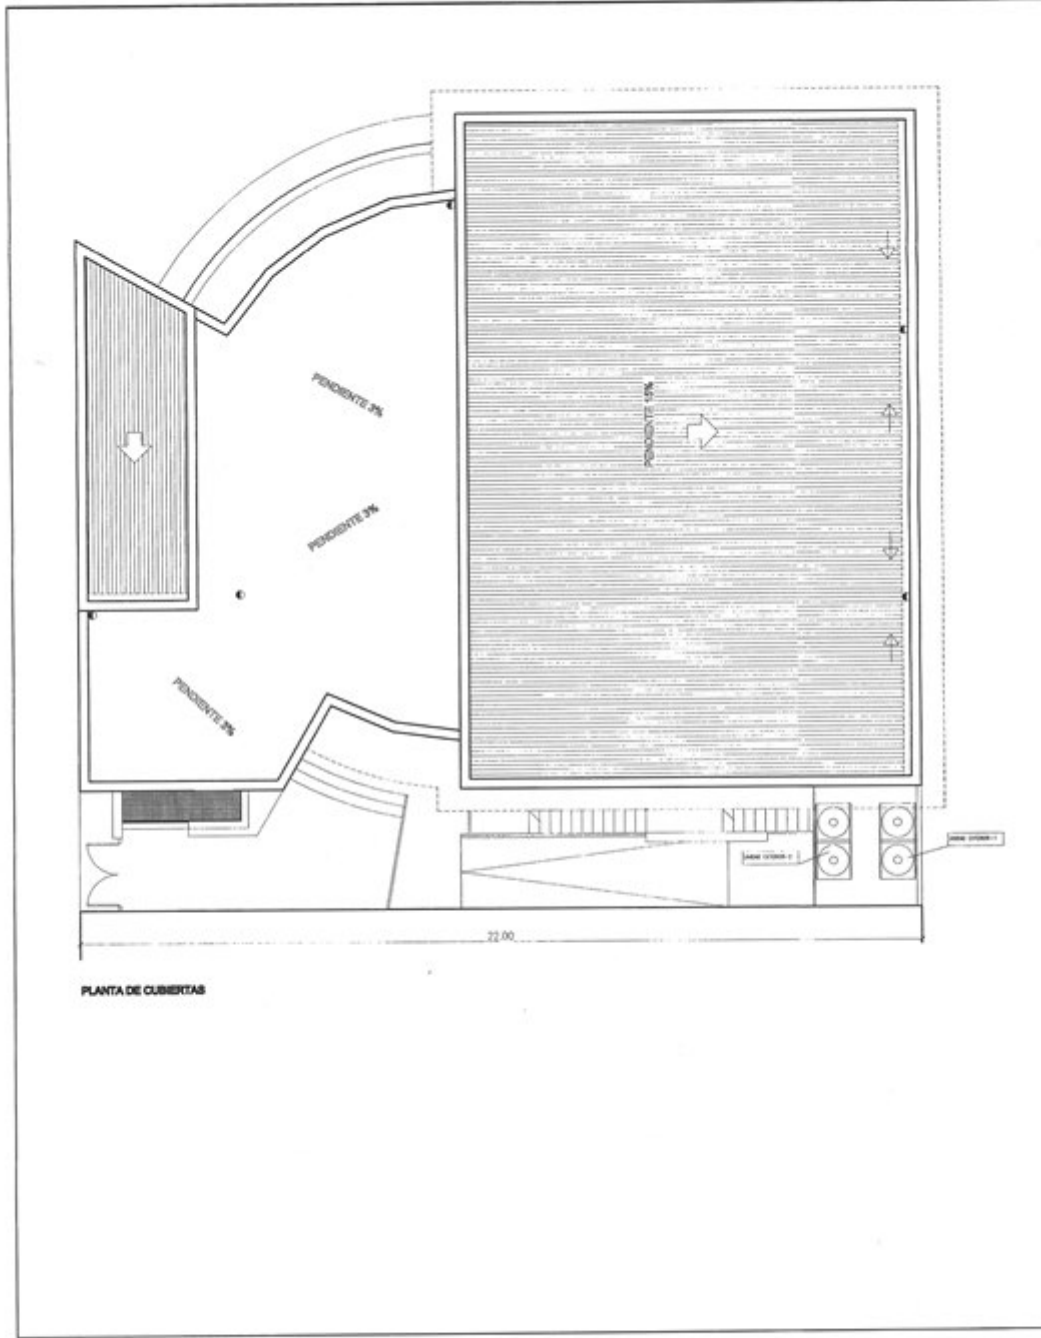 PENDIENTE 3%
PENDIENTE 15%
PENDIENTE 3%
PENDIENTE 3%
22.00
PLANTA DE CUBIERTAS